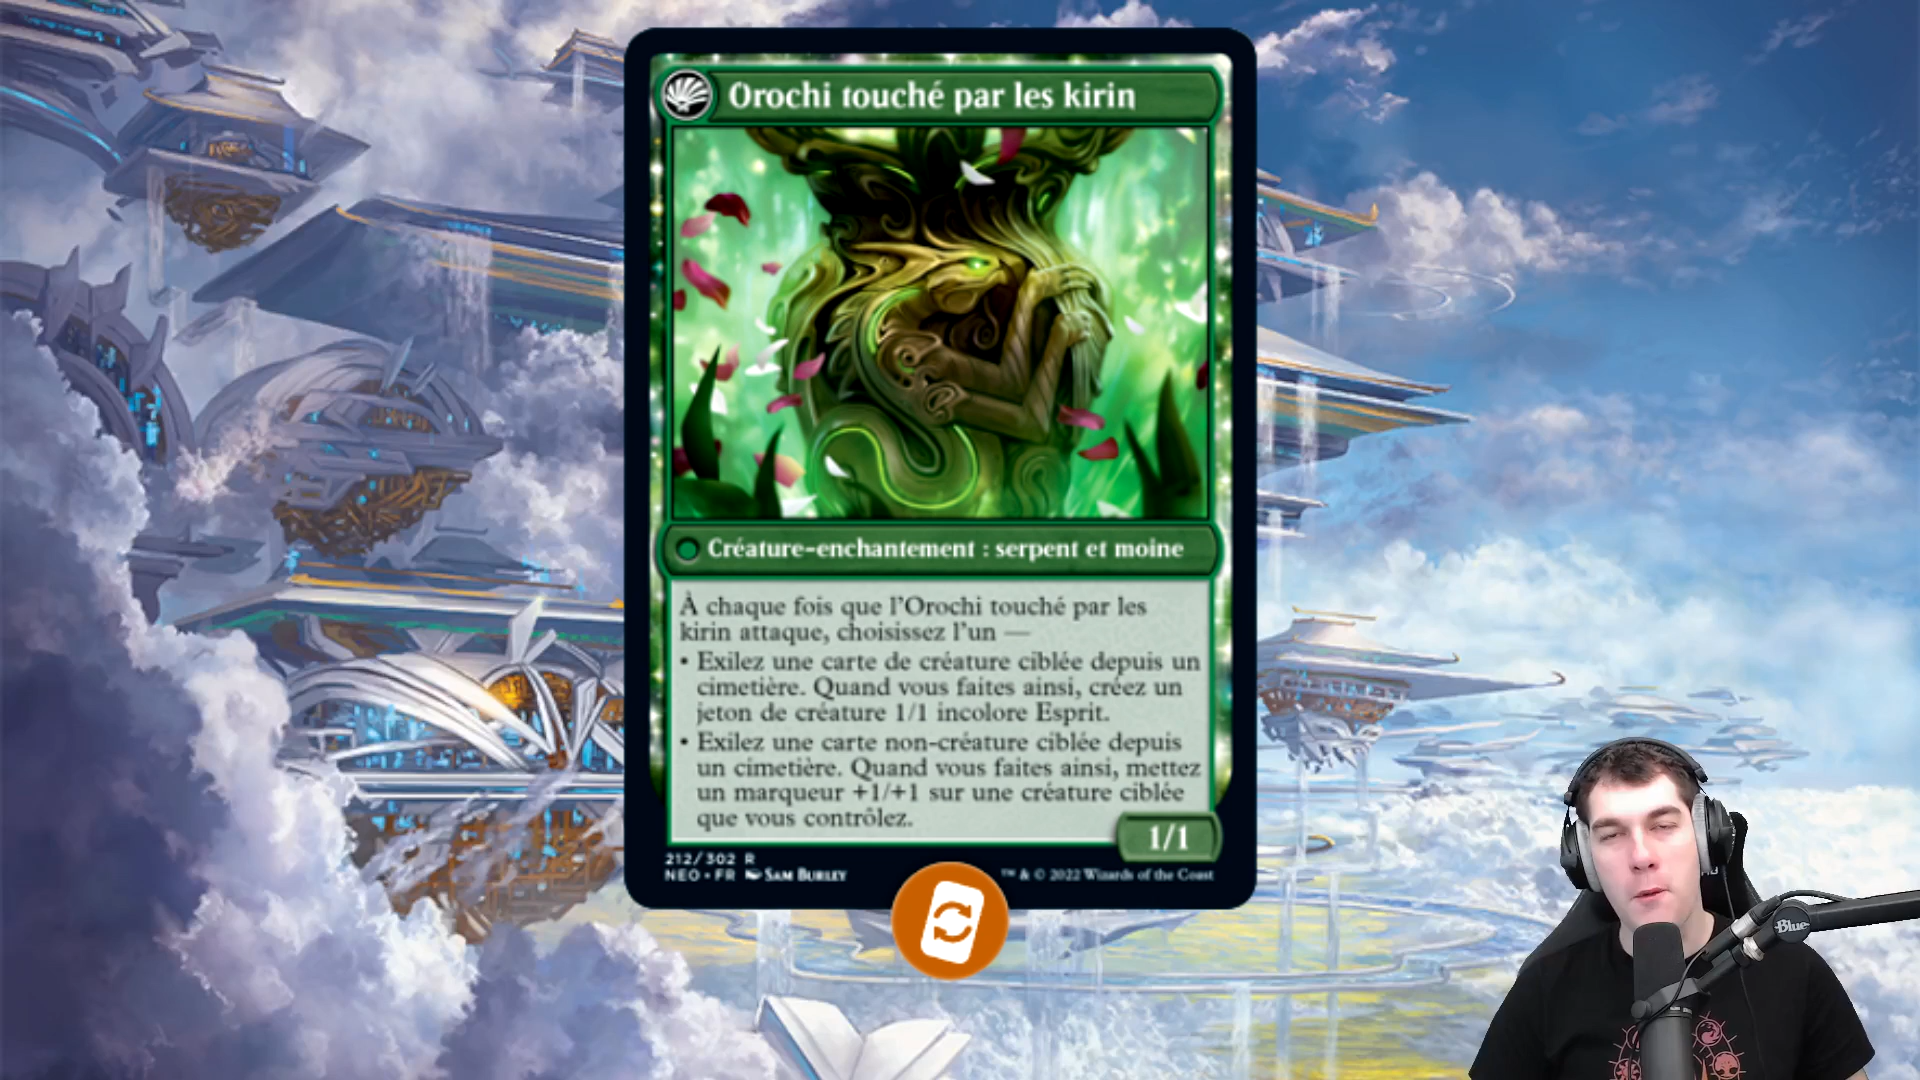 Orochi touché par les kirin
Créature-enchantement : serpent et moine
À chaque fois que l'Orochi touché par les
kirin attaque, choisissez l'un —
• Exilez une carte de créature ciblée depuis un
cimetière. Quand vous faites ainsi, créez un
jeton de créature 1/1 incolore Esprit.
• Exilez une carte non-créature ciblée depuis
un cimetière. Quand vous faites ainsi, mettez
un marqueur +1/+1 sur une créature ciblée
que vous contrôlez.
1/1
212/302 R
NEO • FR Sam Burley
™ & © 2022 Wizards of the Coast
Blue